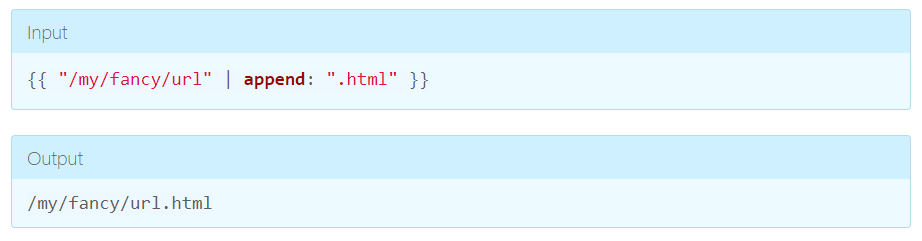 Input
{{ "/my/fancy/url" | append: ".html" }}
Output
/my/fancy/url.html